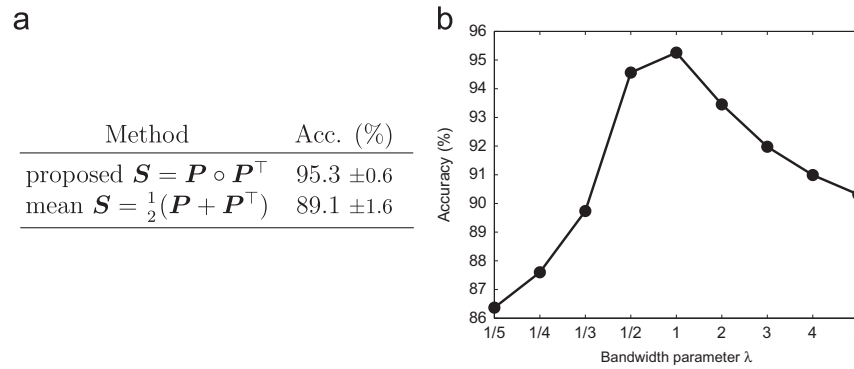 a
Method Acc. (%)
proposed S = P ∘ P⊤ 95.3 ±0.6
mean S = ½(P + P⊤) 89.1 ±1.6
b
96
95
94
93
92
91
90
89
88
87
86
Accuracy (%)
1/5 1/4 1/3 1/2 1 2 3 4
Bandwidth parameter λ